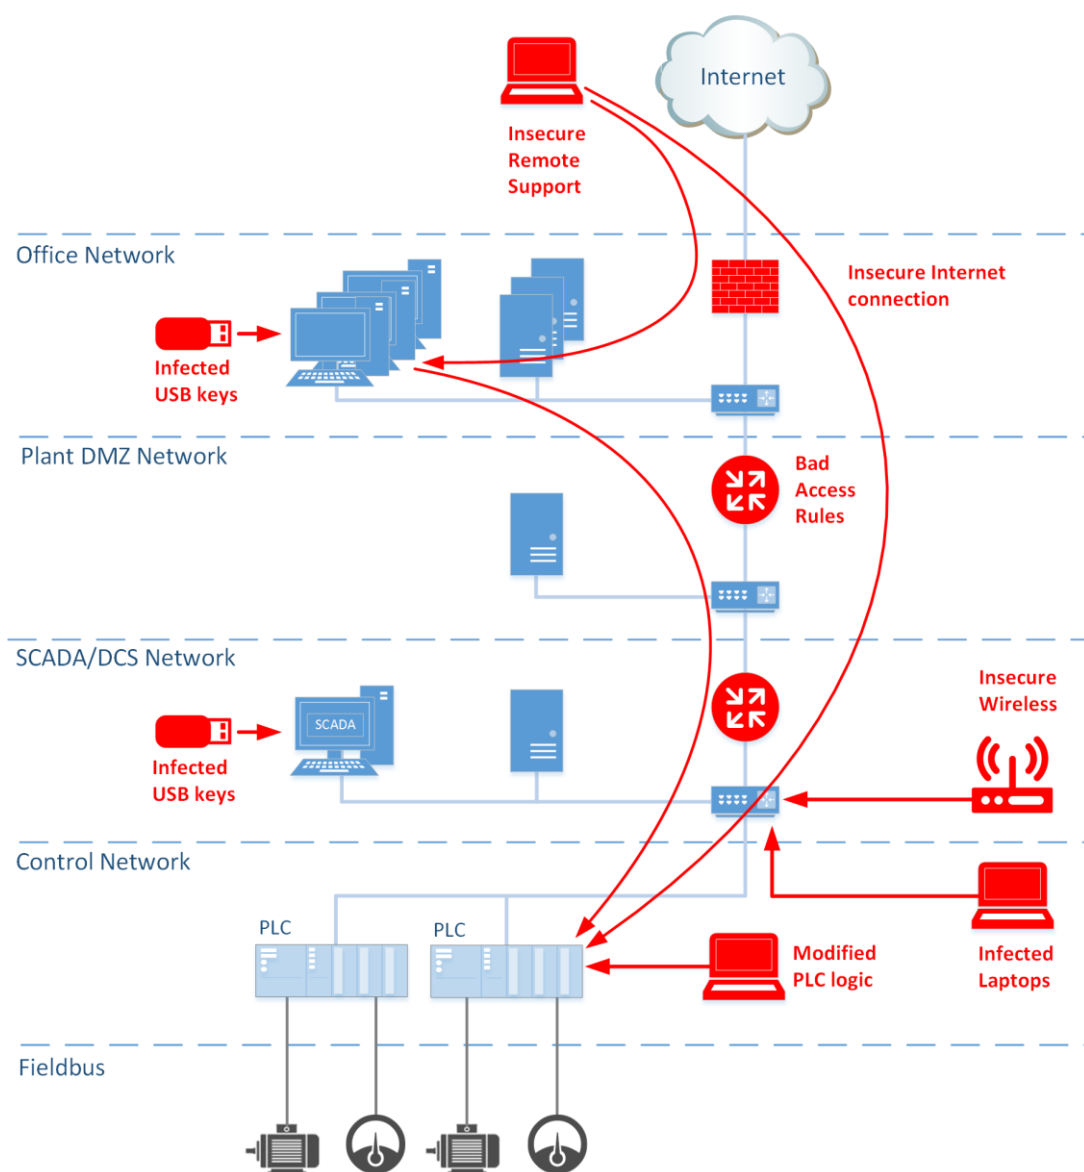 Internet
Insecure
Remote
Support
Office Network
Insecure Internet
connection
Infected
USB keys
Plant DMZ Network
Bad
Access
Rules
SCADA/DCS Network
Insecure
Wireless
SCADA
Infected
USB keys
Control Network
PLC
PLC
Modified
PLC logic
Infected
Laptops
Fieldbus